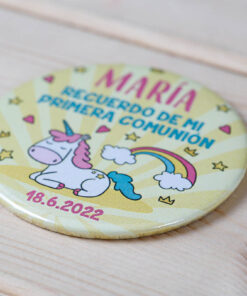 MARÍA
RECUERDO DE MI
PRIMERA COMUNIÓN
18.6.2022